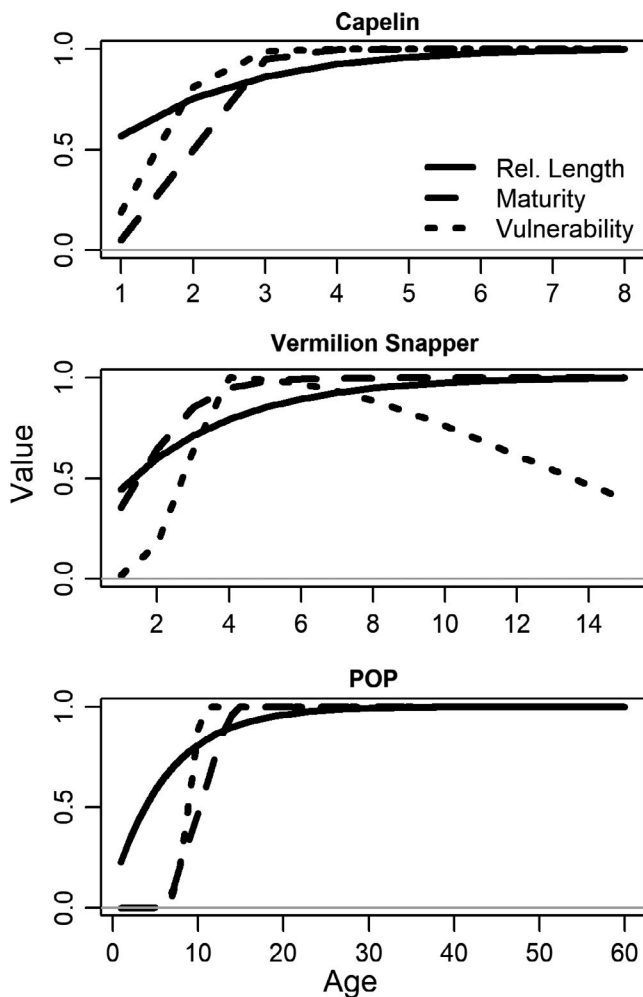 Capelin
1.0
0.5
0.0
Rel. Length
Maturity
Vulnerability
1 2 3 4 5 6 7 8
Vermilion Snapper
1.0
0.5
0.0
Value
2 4 6 8 10 12 14
POP
1.0
0.5
0.0
0 10 20 30 40 50 60
Age